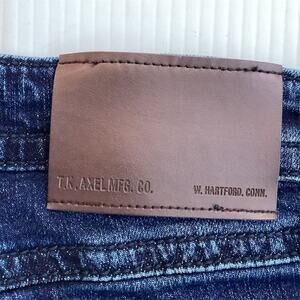 T.K. AXEL MFG. CO.
W. HARTFORD, CONN.